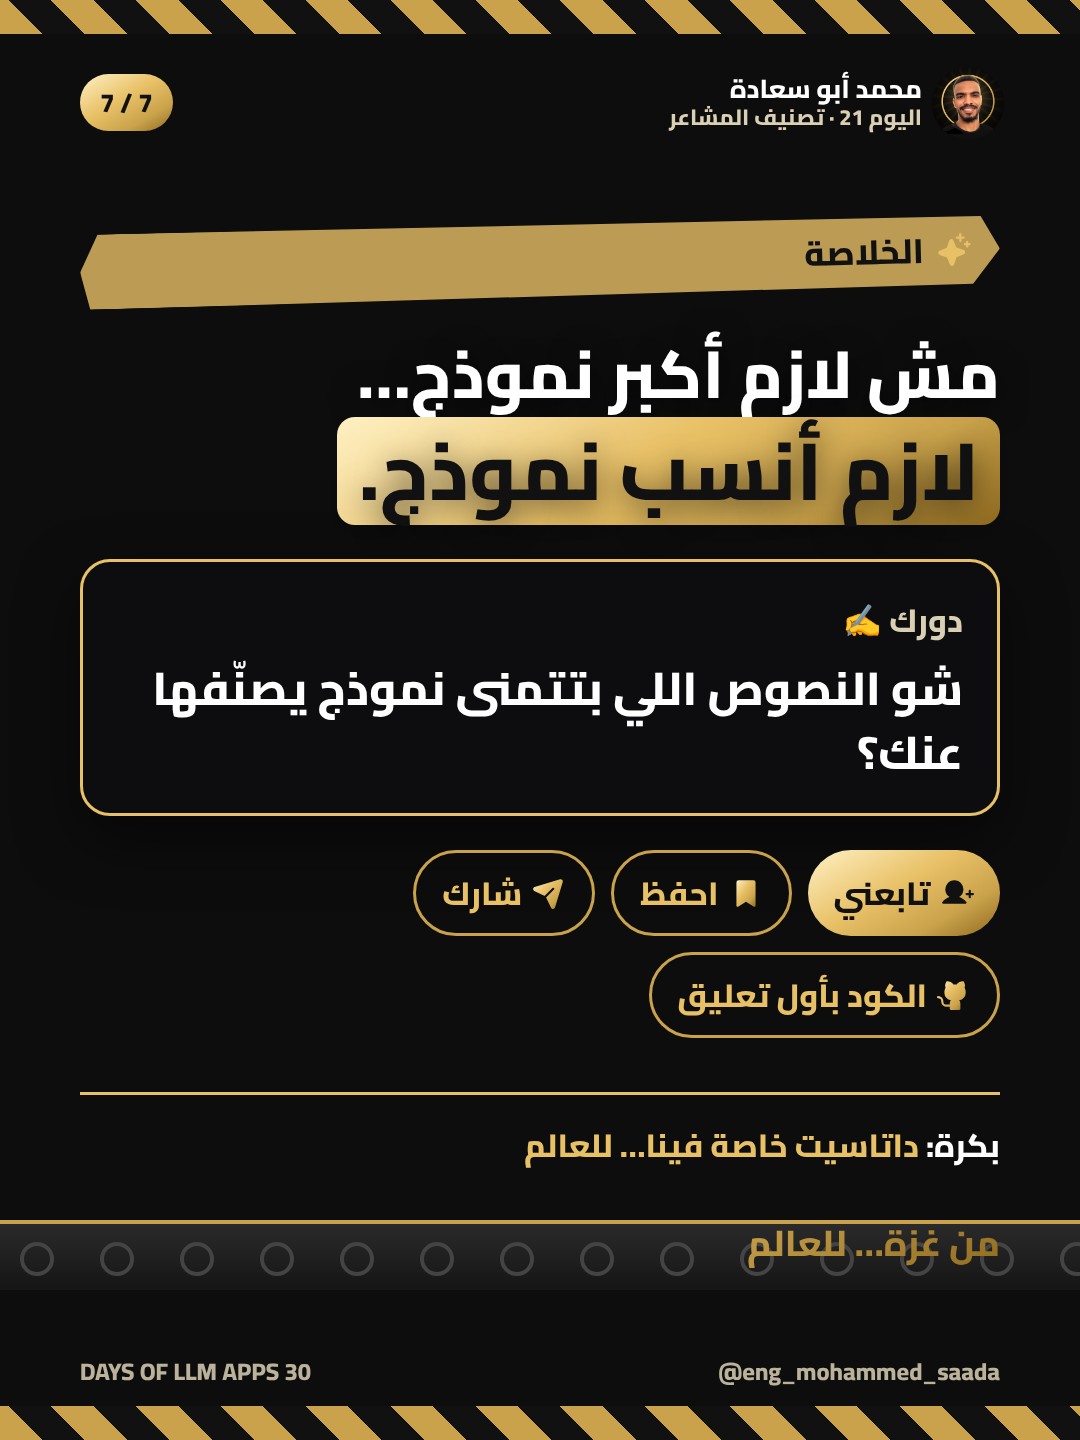 محمد أبو سعادة
اليوم 21 · تصنيف المشاعر
7 / 7
الخلاصة
مش لازم أكبر نموذج...
لازم أنسب نموذج.
دورك ✍️
شو النصوص اللي بتتمنى نموذج يصنّفها
عنك؟
تابعني
احفظ
شارك
الكود بأول تعليق
بكرة: داتاسيت خاصة فينا... للعالم
من غزة... للعالم
@eng_mohammed_saada
DAYS OF LLM APPS 30